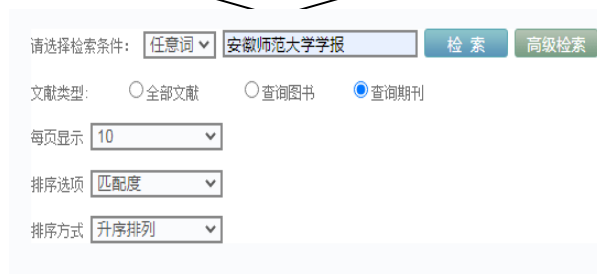 请选择检索条件: 任意词 安徽师范大学学报 检 索 高级检索
文献类型: 全部文献 查询图书 查询期刊
每页显示 10
排序选项 匹配度
排序方式 升序排列